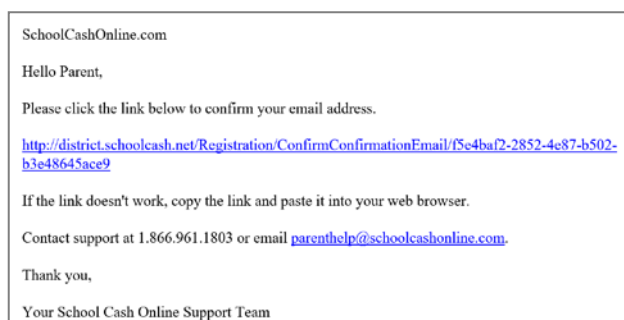 SchoolCashOnline.com
Hello Parent,
Please click the link below to confirm your email address.
http://district.schoolcash.net/Registration/ConfirmConfirmationEmail/f5e4baf2-2852-4e87-b502-
b3e48645ace9
If the link doesn't work, copy the link and paste it into your web browser.
Contact support at 1.866.961.1803 or email parenthelp@schoolcashonline.com.
Thank you,
Your School Cash Online Support Team